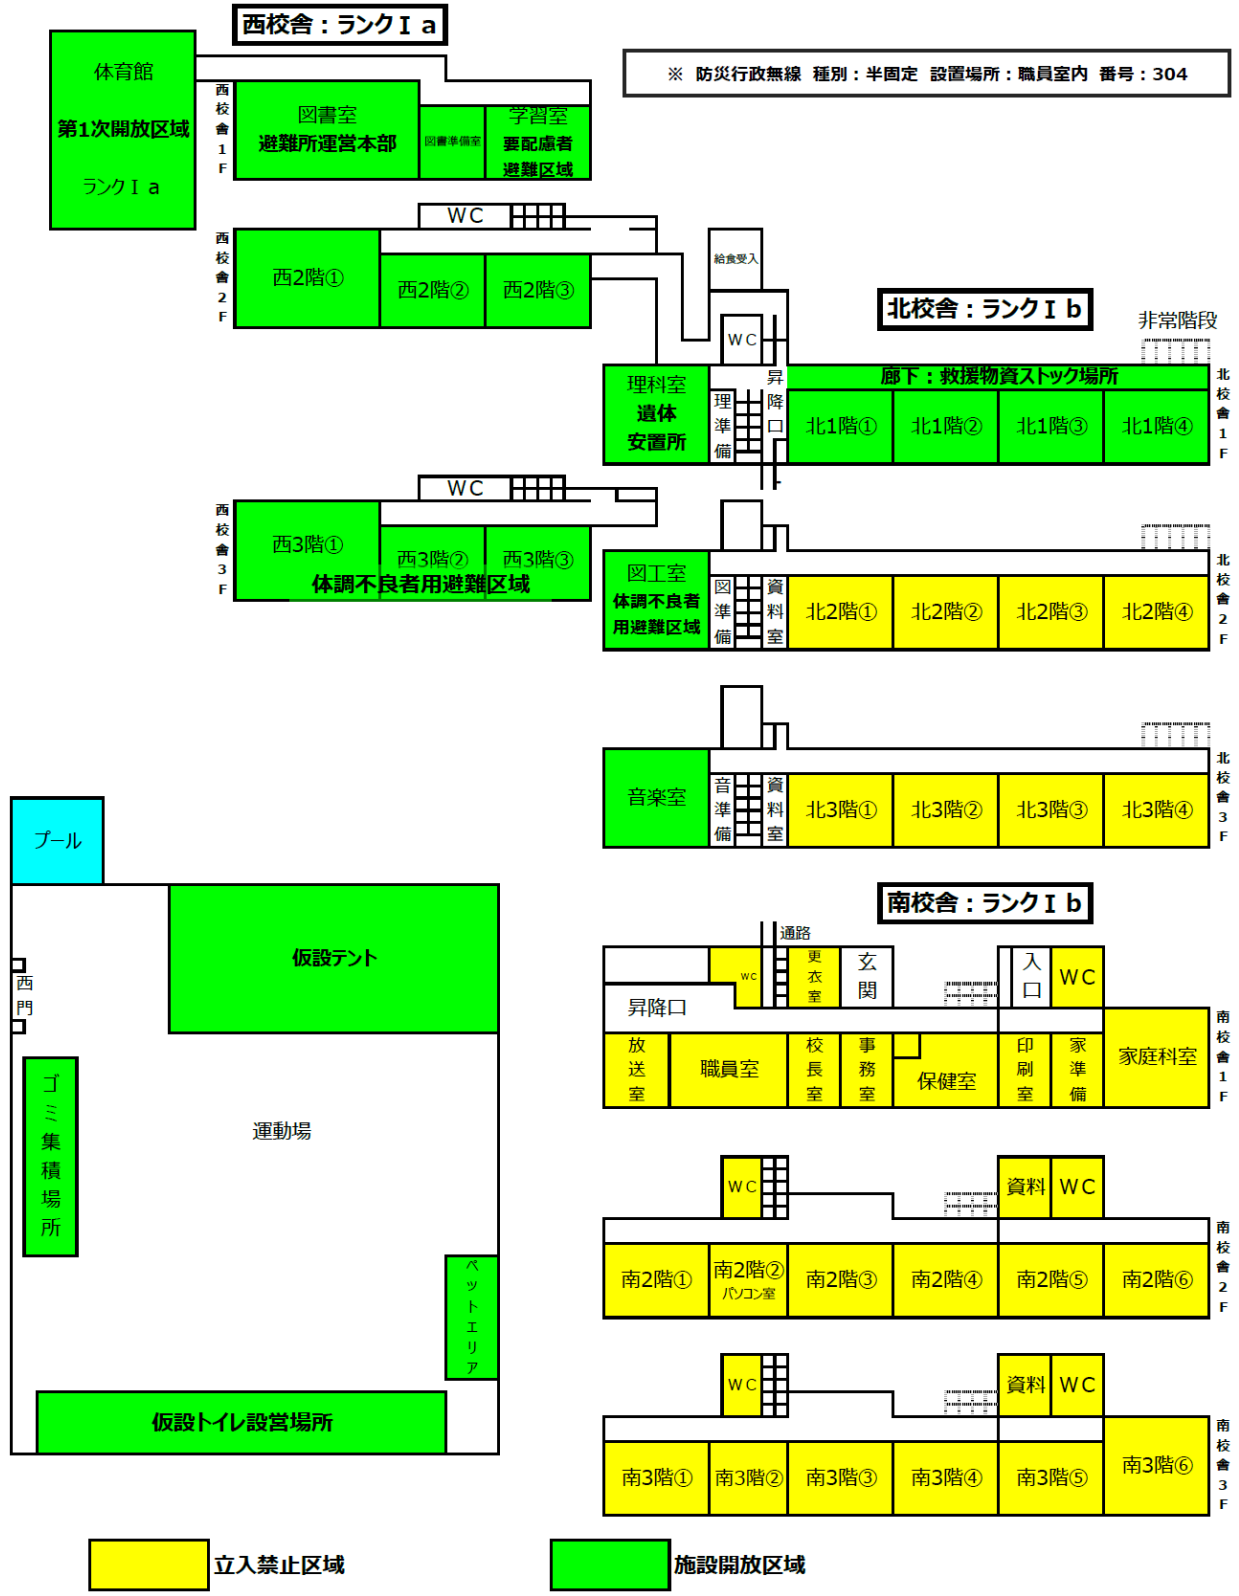 西校舎：ランクⅠａ
※ 防災行政無線 種別：半固定 設置場所：職員室内 番号：304
体育館
第1次開放区域
ランクⅠａ
西校舎1F
図書室
避難所運営本部
図書準備室
学習室
要配慮者
避難区域
WC
西校舎2F
西2階①
西2階②
西2階③
給食受入
北校舎：ランクⅠｂ
非常階段
WC
理科室
遺体
安置所
理準備
昇降口
廊下：救援物資ストック場所
北1階①
北1階②
北1階③
北1階④
北校舎1F
WC
西校舎3F
西3階①
西3階②
西3階③
体調不良者用避難区域
図工室
体調不良者
用避難区域
図準備
資料室
北2階①
北2階②
北2階③
北2階④
北校舎2F
音楽室
音準備
資料室
北3階①
北3階②
北3階③
北3階④
北校舎3F
プール
仮設テント
西門
ゴミ集積場所
運動場
ペットエリア
仮設トイレ設営場所
南校舎：ランクⅠｂ
通路
WC
更衣室
玄関
入口
WC
昇降口
放送室
職員室
校長室
事務室
保健室
印刷室
家準備
家庭科室
南校舎1F
WC
資料
WC
南2階①
南2階②
パソコン室
南2階③
南2階④
南2階⑤
南2階⑥
南校舎2F
WC
資料
WC
南3階①
南3階②
南3階③
南3階④
南3階⑤
南3階⑥
南校舎3F
立入禁止区域
施設開放区域